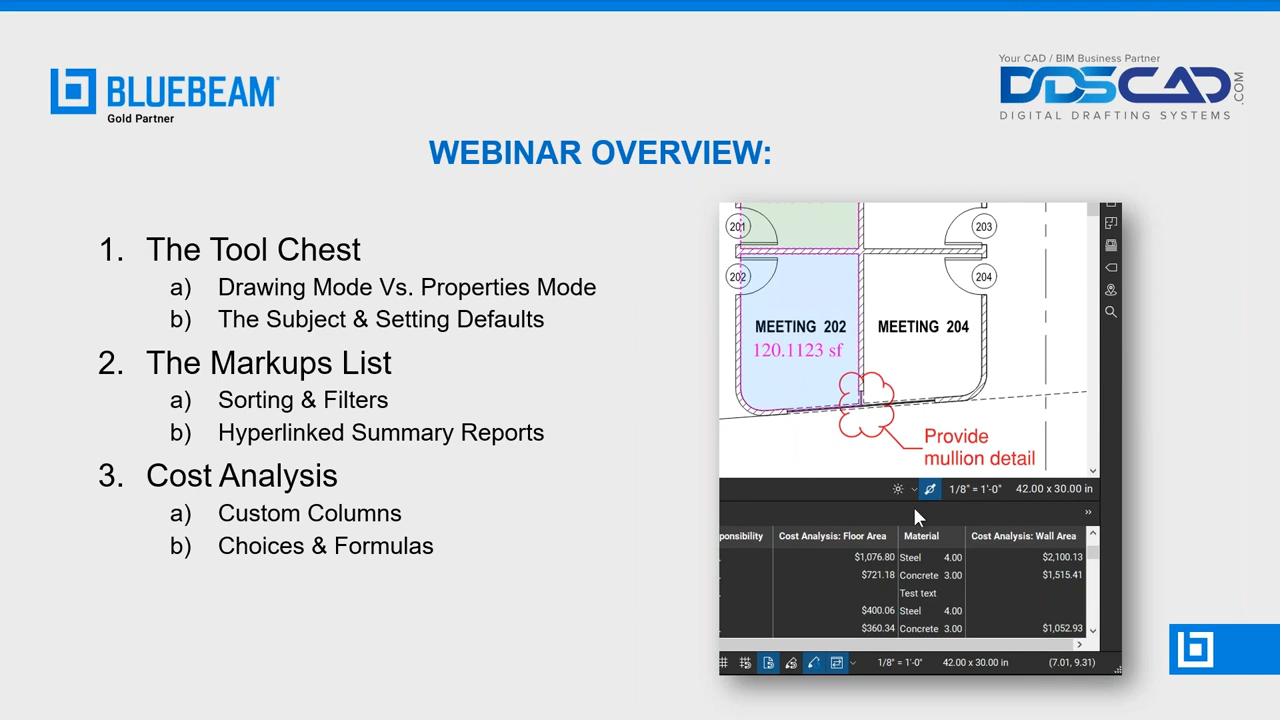 BLUEBEAM®
Gold Partner
Your CAD / BIM Business Partner
DDSCAD.COM
DIGITAL DRAFTING SYSTEMS
WEBINAR OVERVIEW:
1. The Tool Chest
a) Drawing Mode Vs. Properties Mode
b) The Subject & Setting Defaults
2. The Markups List
a) Sorting & Filters
b) Hyperlinked Summary Reports
3. Cost Analysis
a) Custom Columns
b) Choices & Formulas
201
203
202
204
MEETING 202
MEETING 204
120.1123 sf
Provide
mullion detail
1/8" = 1'-0" 42.00 x 30.00 in
ponsibility Cost Analysis: Floor Area Material Cost Analysis: Wall Area
$1,076.80 Steel 4.00 $2,100.13
$721.18 Concrete 3.00 $1,515.41
Test text
$400.06 Steel 4.00
$360.34 Concrete 3.00 $1,052.93
1/8" = 1'-0" 42.00 x 30.00 in (7.01, 9.31)